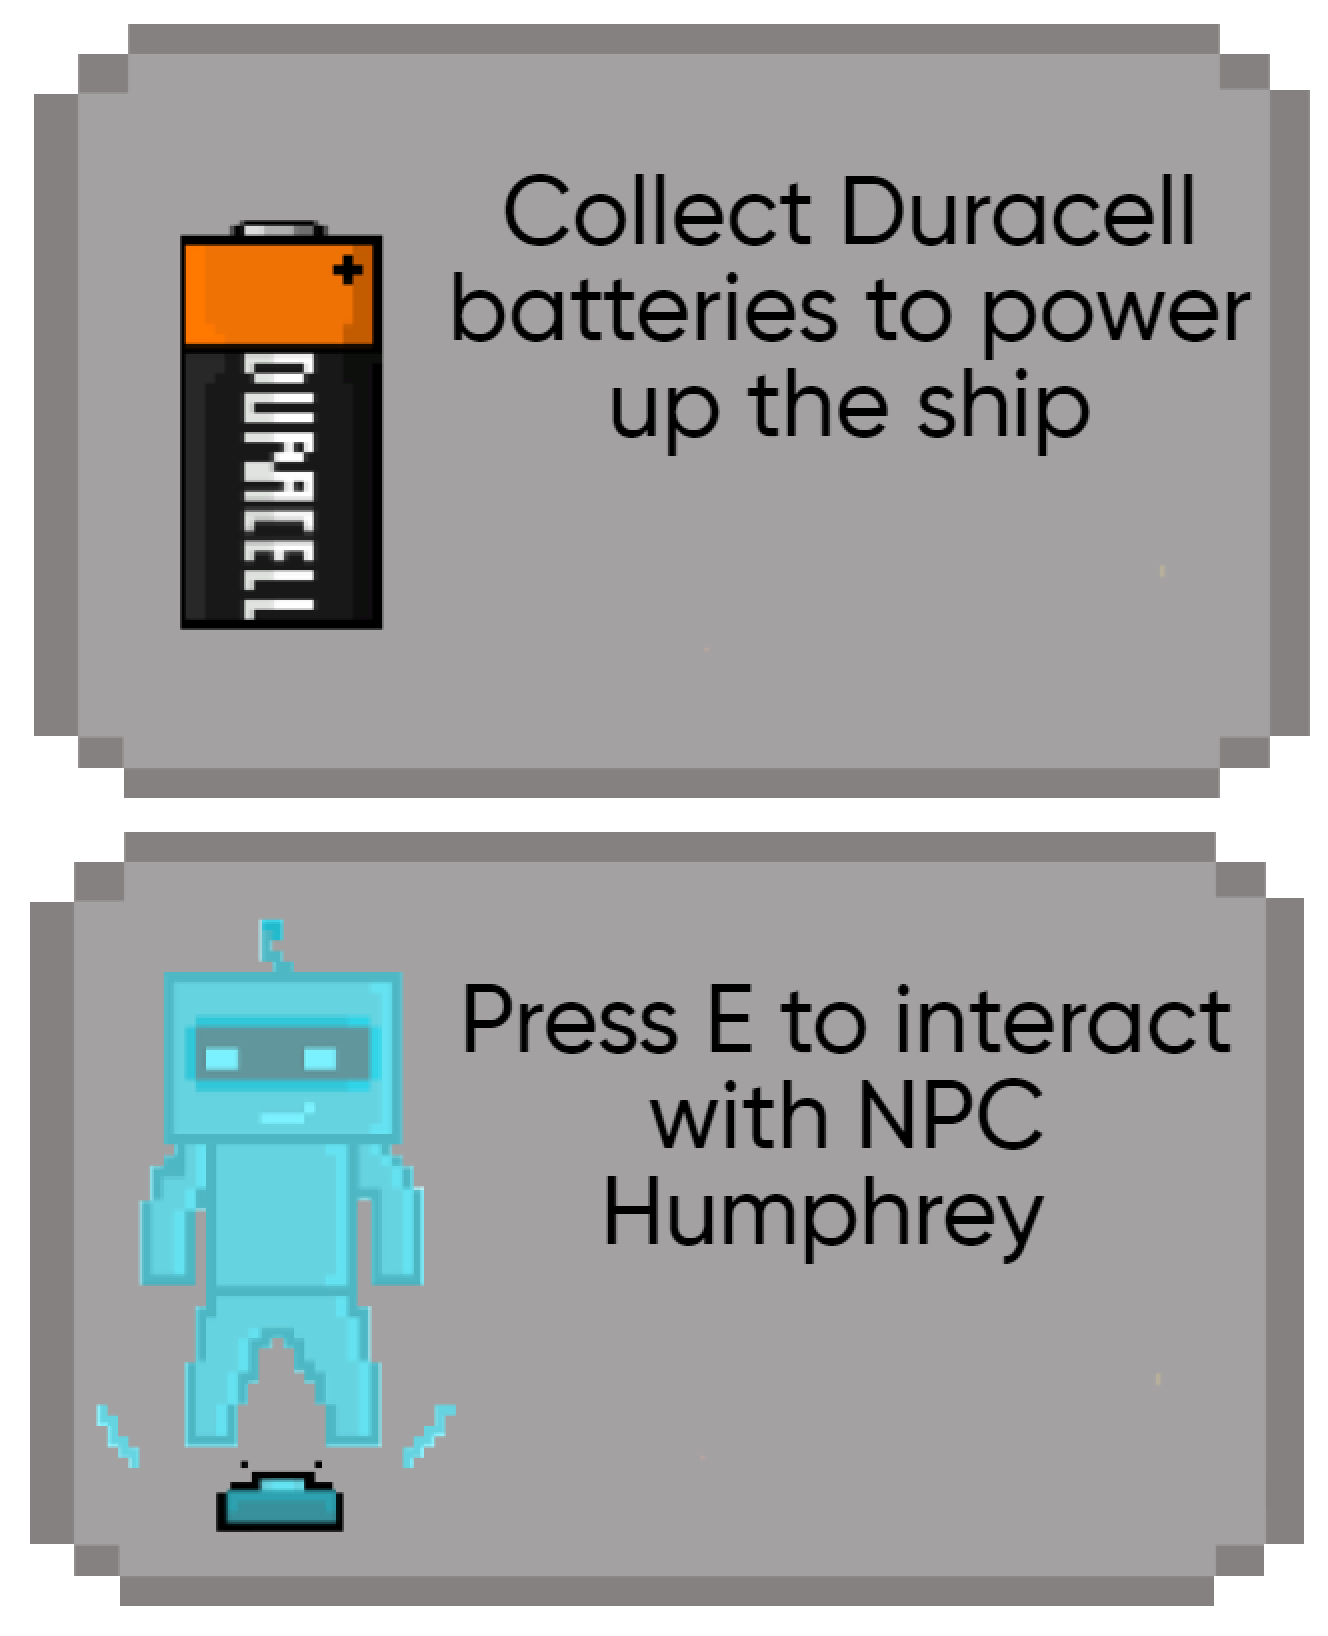 Collect Duracell
batteries to power
up the ship
+
DURACELL
Press E to interact
with NPC
Humphrey